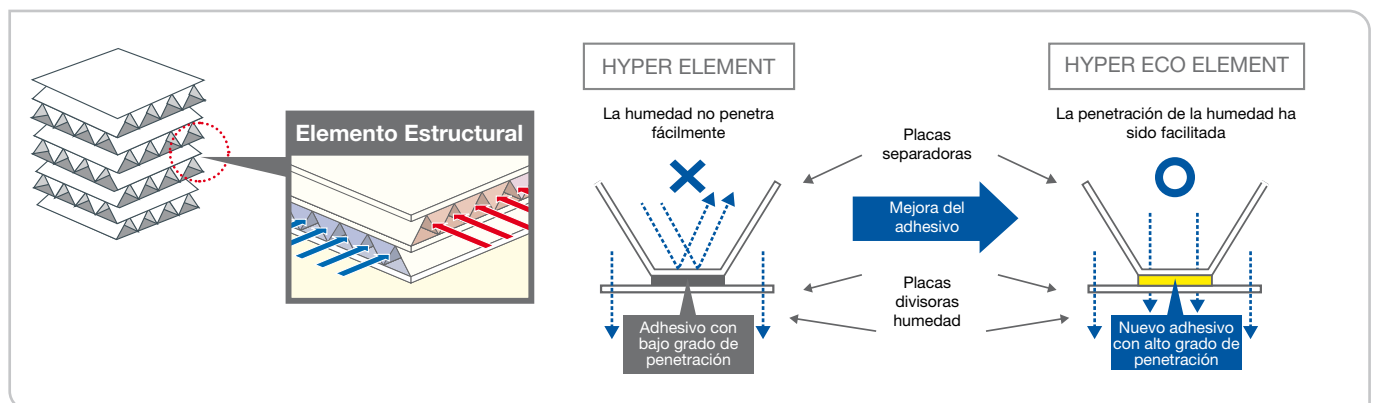 Elemento Estructural
HYPER ELEMENT
La humedad no penetra
fácilmente
Adhesivo con
bajo grado de
penetración
Placas
separadoras
Mejora del
adhesivo
Placas
divisoras
humedad
HYPER ECO ELEMENT
La penetración de la humedad ha
sido facilitada
Nuevo adhesivo
con alto grado de
penetración